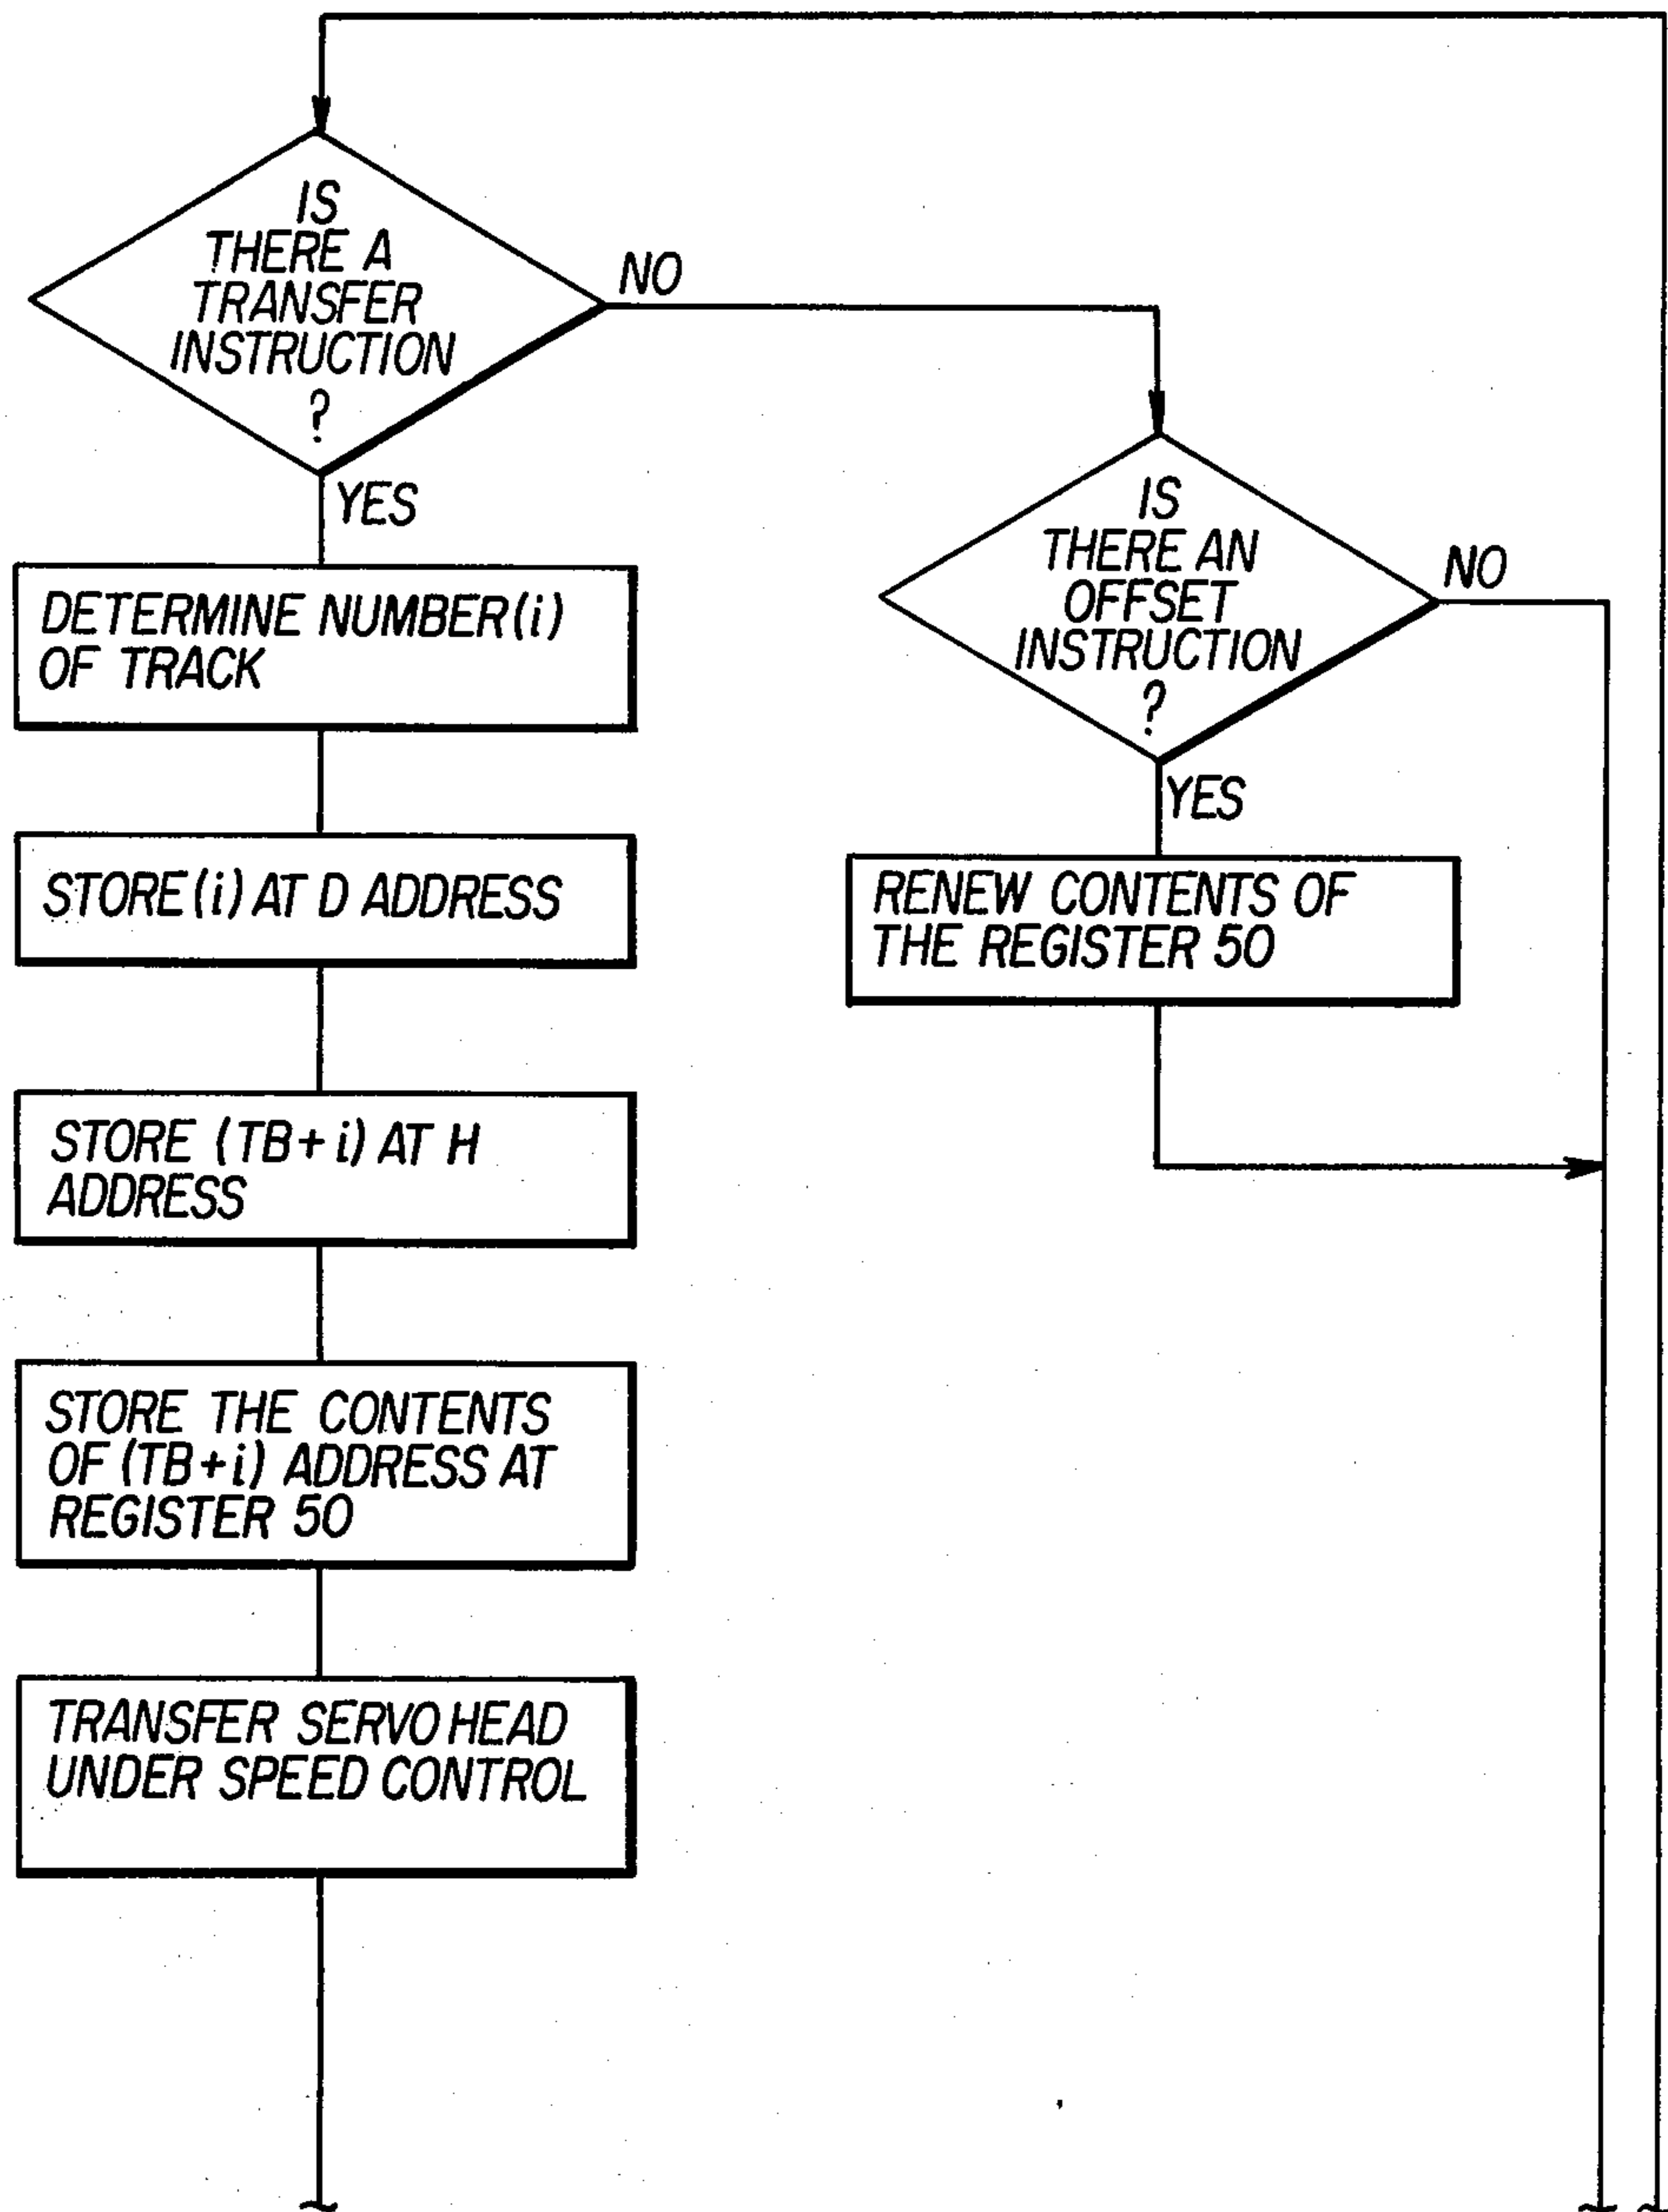 IS
THERE A
TRANSFER
INSTRUCTION
?
NO
YES
DETERMINE NUMBER(i)
OF TRACK
STORE(i) AT D ADDRESS
STORE (TB+i) AT H
ADDRESS
STORE THE CONTENTS
OF (TB+i) ADDRESS AT
REGISTER 50
TRANSFER SERVO HEAD
UNDER SPEED CONTROL
IS
THERE AN
OFFSET
INSTRUCTION
?
NO
YES
RENEW CONTENTS OF
THE REGISTER 50